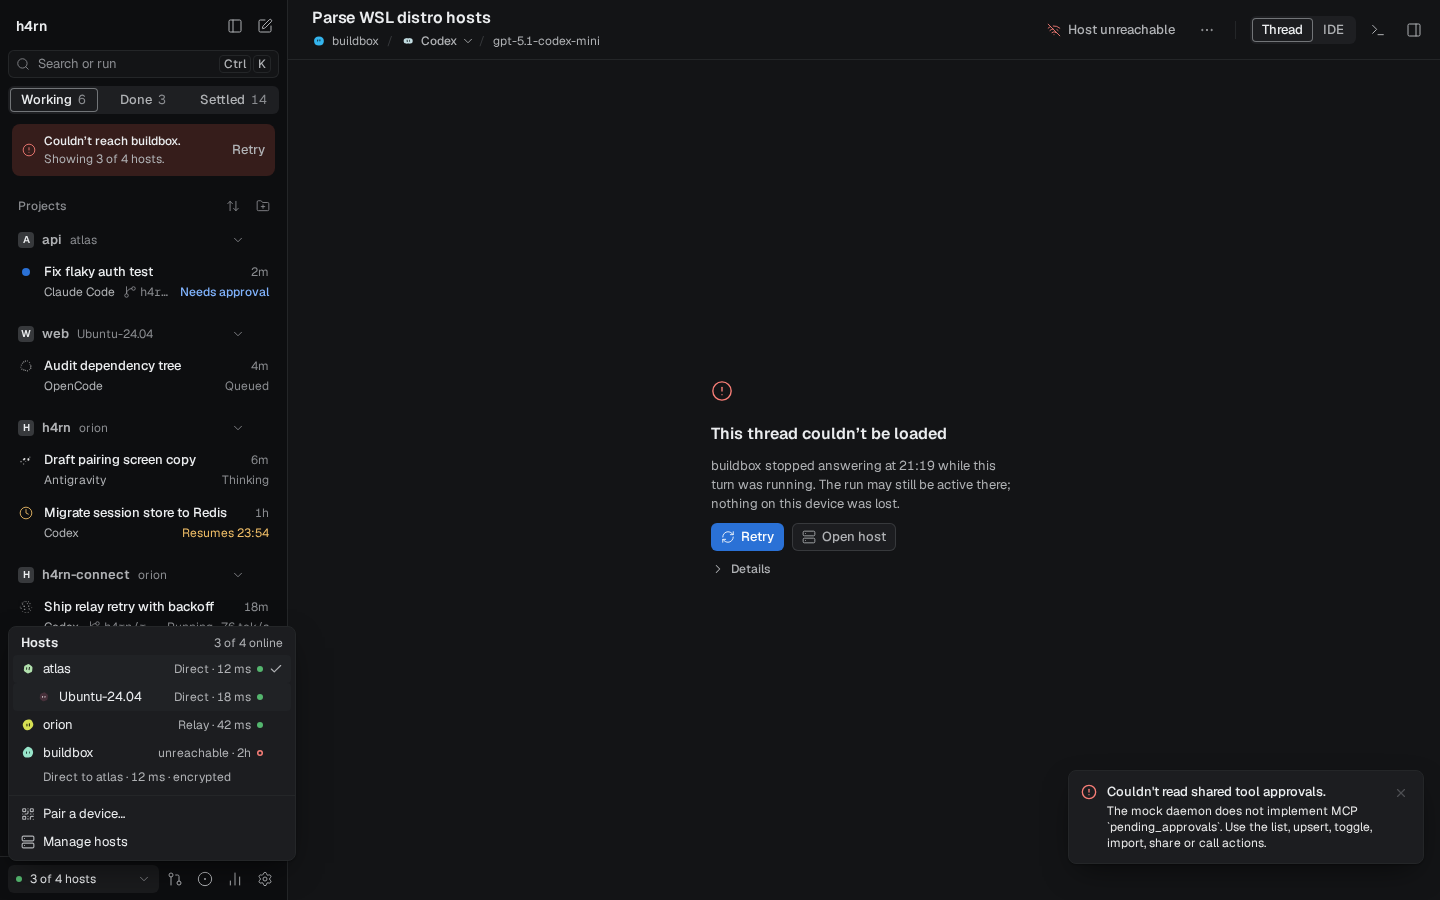 h4rn
Search or run Ctrl K
Working 6 Done 3 Settled 14
Couldn't reach buildbox.
Showing 3 of 4 hosts.
Retry
Projects
A api atlas
Fix flaky auth test 2m
Claude Code h4r… Needs approval
W web Ubuntu-24.04
Audit dependency tree 4m
OpenCode Queued
H h4rn orion
Draft pairing screen copy 6m
Antigravity Thinking
Migrate session store to Redis 1h
Codex Resumes 23:54
H h4rn-connect orion
Ship relay retry with backoff 18m
Hosts 3 of 4 online
atlas Direct · 12 ms
Ubuntu-24.04 Direct · 18 ms
orion Relay · 42 ms
buildbox unreachable · 2h
Direct to atlas · 12 ms · encrypted
Pair a device…
Manage hosts
3 of 4 hosts
Parse WSL distro hosts
buildbox / Codex / gpt-5.1-codex-mini
Host unreachable
Thread IDE
This thread couldn’t be loaded
buildbox stopped answering at 21:19 while this
turn was running. The run may still be active there;
nothing on this device was lost.
Retry Open host
Details
Couldn't read shared tool approvals.
The mock daemon does not implement MCP
`pending_approvals`. Use the list, upsert, toggle,
import, share or call actions.